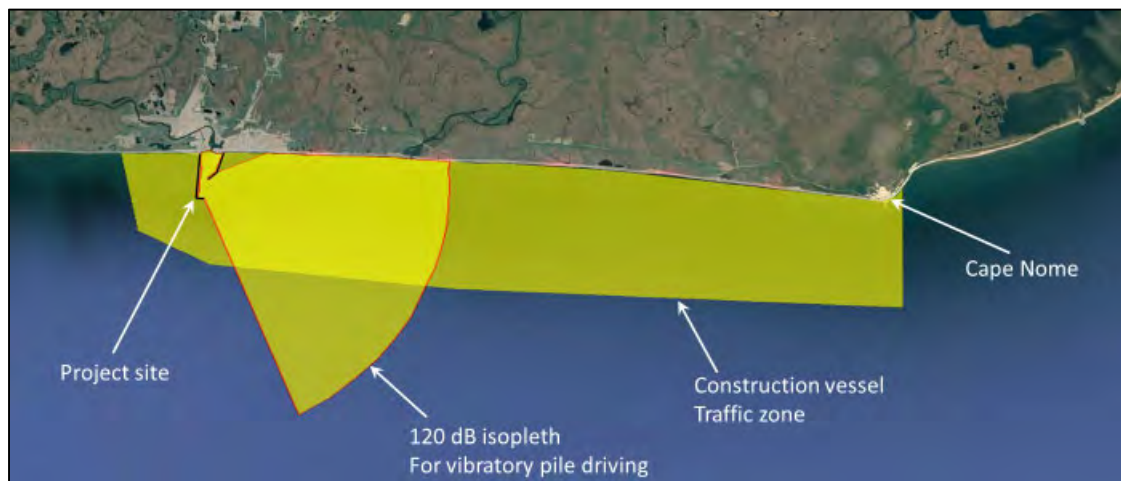 Cape Nome
Project site
Construction vessel
Traffic zone
120 dB isopleth
For vibratory pile driving